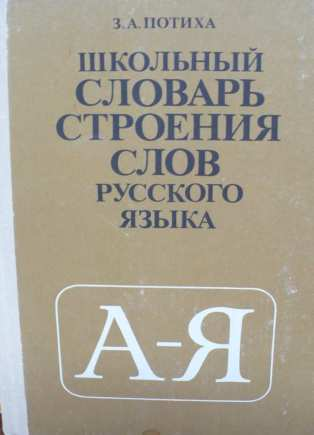 З.А.ПОТИХА
ШКОЛЬНЫЙ
СЛОВАРЬ
СТРОЕНИЯ
СЛОВ
РУССКОГО
ЯЗЫКА
А-Я